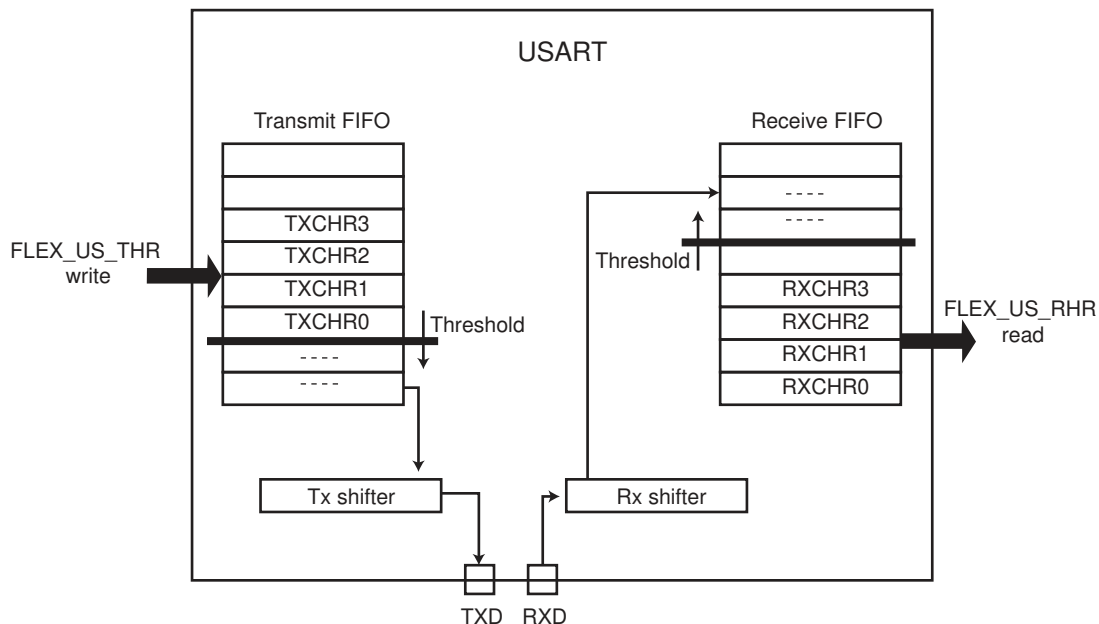 USART
Transmit FIFO
Receive FIFO
- - - -
TXCHR3
- - - -
FLEX_US_THR
write
TXCHR2
Threshold
TXCHR1
RXCHR3
TXCHR0
Threshold
RXCHR2
FLEX_US_RHR
read
- - - -
RXCHR1
- - - -
RXCHR0
Tx shifter
Rx shifter
TXD
RXD